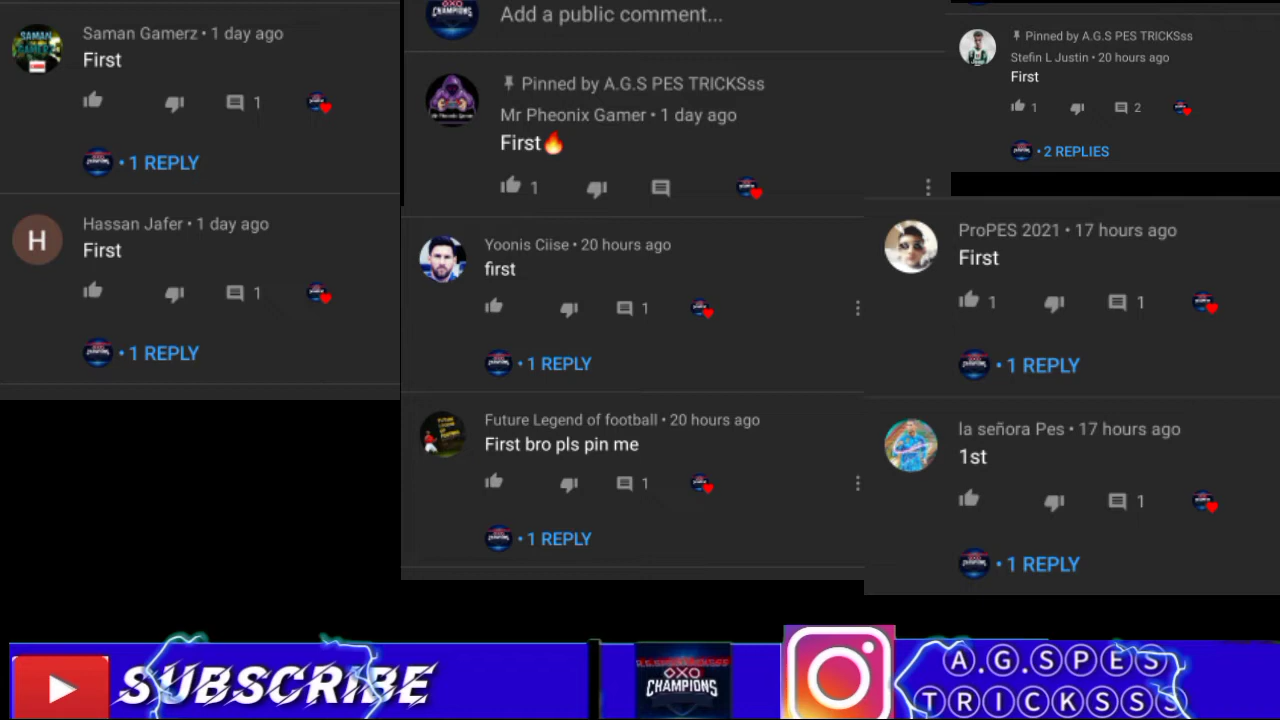 Saman Gamerz • 1 day ago
First
1
• 1 REPLY
Hassan Jafer • 1 day ago
First
1
• 1 REPLY
Add a public comment...
Pinned by A.G.S PES TRICKSss
Mr Pheonix Gamer • 1 day ago
First🔥
1
Yoonis Ciise • 20 hours ago
first
1
• 1 REPLY
Future Legend of football • 20 hours ago
First bro pls pin me
1
• 1 REPLY
Pinned by A.G.S PES TRICKSss
Stefin L Justin • 20 hours ago
First
1 2
• 2 REPLIES
ProPES 2021 • 17 hours ago
First
1 1
• 1 REPLY
la señora Pes • 17 hours ago
1st
1
• 1 REPLY
SAMAN
GAMERZ
H
SUBSCRIBE
OXO
CHAMPIONS
Ⓐ.Ⓖ.ⓈⓅⒺⓈ
ⓉⓇⒾⒸⓀⓈⓈⓈ